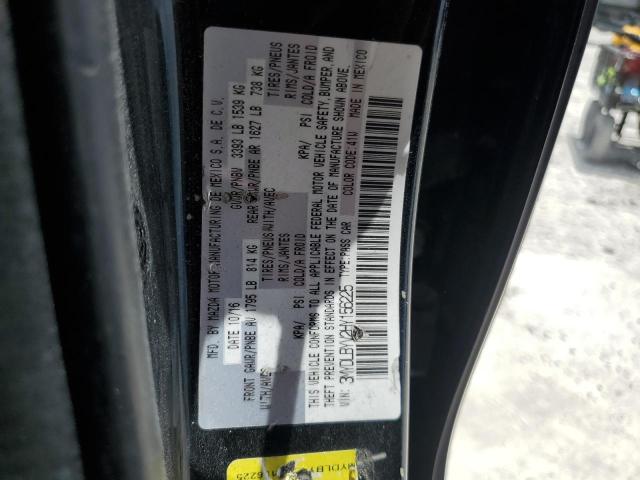 MFD. BY MAZDA MOTOR MANUFACTURING DE MEXICO S.A. DE C.V.
DATE 10/16 GVWR/PNBV 3393 LB 1539 KG
FRONT GAWR/PNBE AV 1795 LB 814 KG REAR GAWR/PNBE AR 1627 LB 738 KG
WITH/AVEC TIRES/PNEUS WITH/AVEC TIRES/PNEUS
RIMS/JANTES RIMS/JANTES
KPA/ PSI COLD/A FROID KPA/ PSI COLD/A FROID
THIS VEHICLE CONFORMS TO ALL APPLICABLE FEDERAL MOTOR VEHICLE SAFETY, BUMPER, AND
THEFT PREVENTION STANDARDS IN EFFECT ON THE DATE OF MANUFACTURE SHOWN ABOVE.
VIN: 3MYDLBYV2HY156225 TYPE:PASS CAR COLOR CODE:41V MADE IN MEXICO
MYDLBY